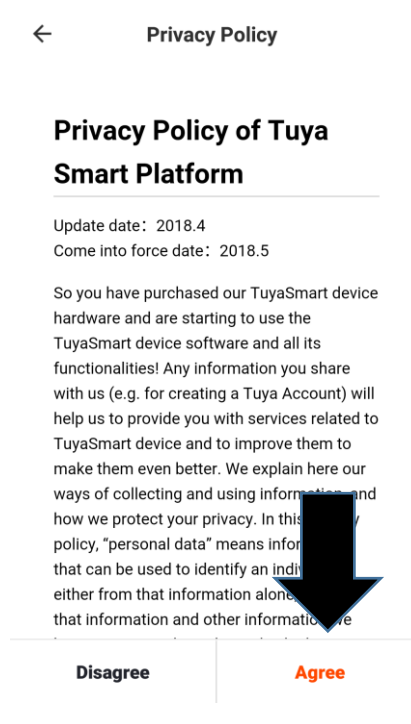 Privacy Policy
Privacy Policy of Tuya
Smart Platform
Update date：2018.4
Come into force date：2018.5
So you have purchased our TuyaSmart device
hardware and are starting to use the
TuyaSmart device software and all its
functionalities! Any information you share
with us (e.g. for creating a Tuya Account) will
help us to provide you with services related to
TuyaSmart device and to improve them to
make them even better. We explain here our
ways of collecting and using information and
how we protect your privacy. In this
policy, “personal data” means
that can be used to identify an
either from that information alone
that information and other
Disagree
Agree